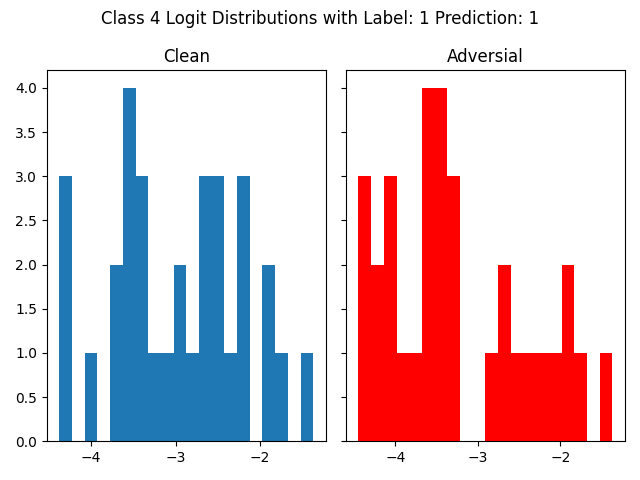 Class 4 Logit Distributions with Label: 1 Prediction: 1
Clean
Adversial
4.0
3.5
3.0
2.5
2.0
1.5
1.0
0.5
0.0
−4 −3 −2
−4 −3 −2